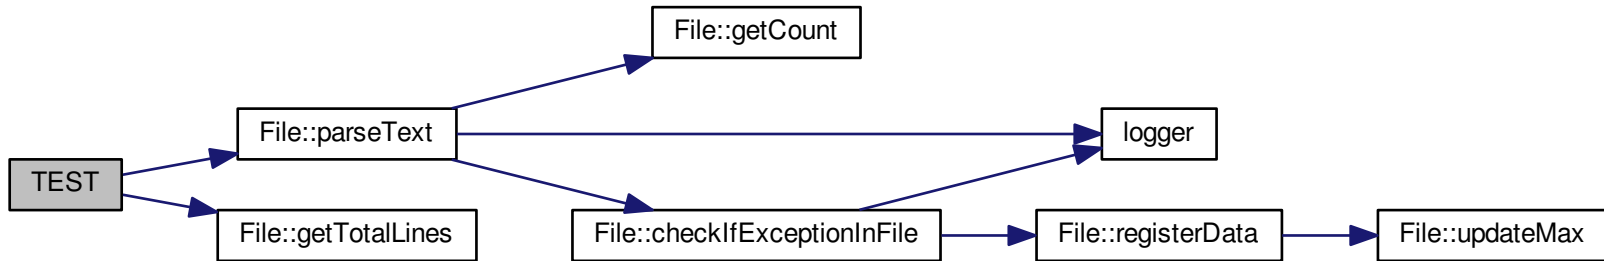 File::getCount
File::parseText
logger
TEST
File::getTotalLines
File::checkIfExceptionInFile
File::registerData
File::updateMax